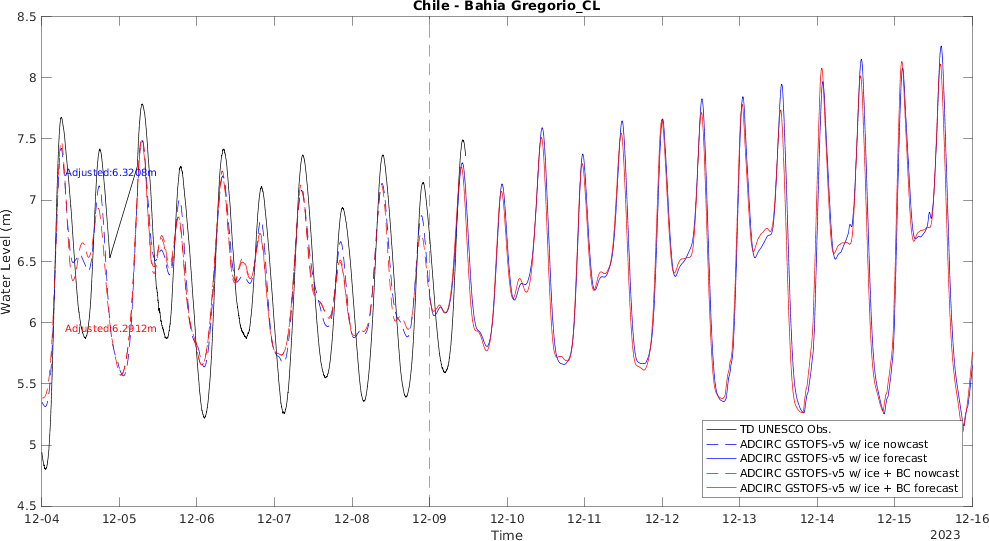 Chile - Bahia Gregorio_CL
8.5
8
7.5
7
6.5
6
5.5
5
4.5
Water Level (m)
Adjusted:6.3208m
Adjusted:6.2912m
TD UNESCO Obs.
ADCIRC GSTOFS-v5 w/ ice nowcast
ADCIRC GSTOFS-v5 w/ ice forecast
ADCIRC GSTOFS-v5 w/ ice + BC nowcast
ADCIRC GSTOFS-v5 w/ ice + BC forecast
12-04 12-05 12-06 12-07 12-08 12-09 12-10 12-11 12-12 12-13 12-14 12-15 12-16
Time
2023